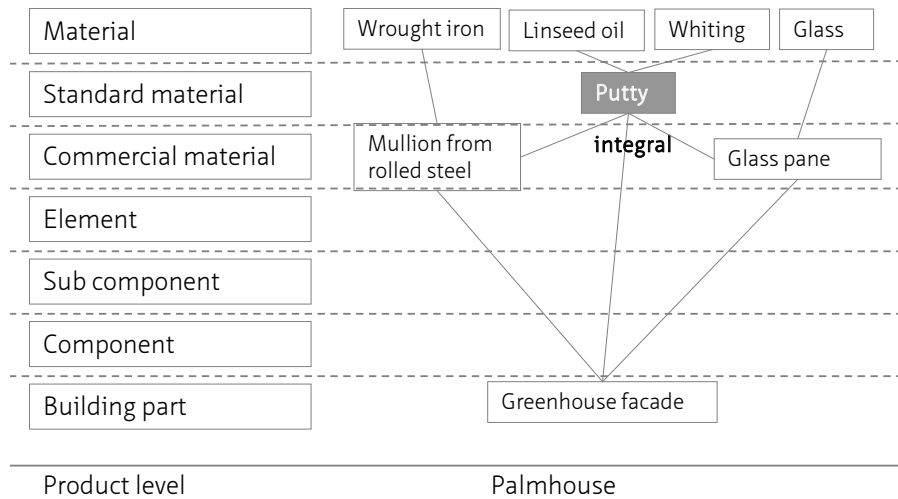 Material
Wrought iron
Linseed oil
Whiting
Glass
Standard material
Putty
Commercial material
Mullion from
rolled steel
integral
Glass pane
Element
Sub component
Component
Building part
Greenhouse facade
Product level
Palmhouse